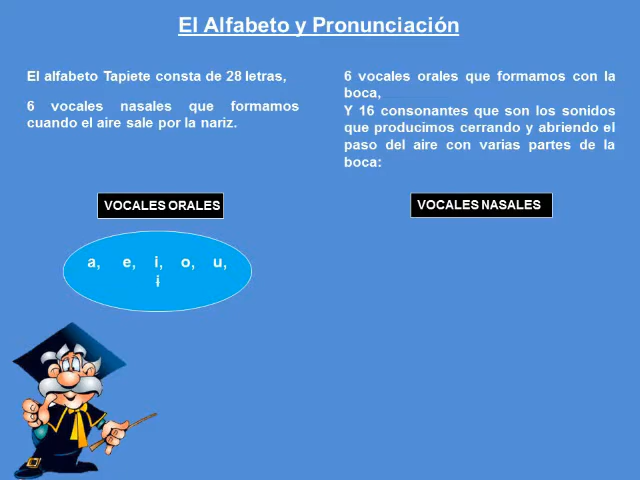 El Alfabeto y Pronunciación
El alfabeto Tapiete consta de 28 letras,
6 vocales nasales que formamos
cuando el aire sale por la nariz.
6 vocales orales que formamos con la
boca,
Y 16 consonantes que son los sonidos
que producimos cerrando y abriendo el
paso del aire con varias partes de la
boca:
VOCALES ORALES
VOCALES NASALES
a, e, i, o, u,
ɨ